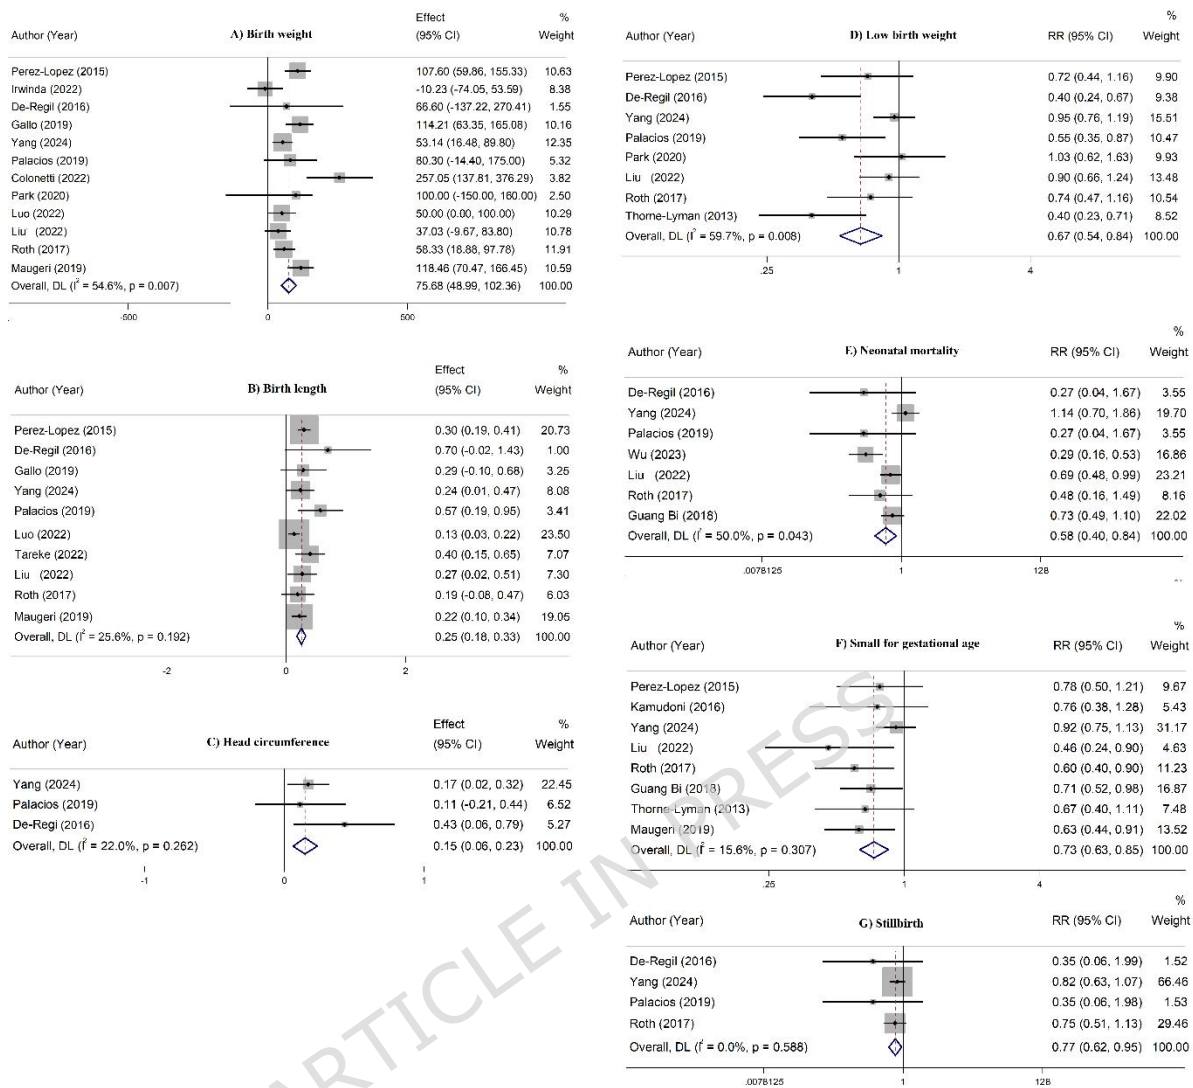 Effect %
Author (Year) A) Birth weight (95% CI) Weight
Perez-Lopez (2015) 107.60 (59.86, 155.33) 10.63
Irwinda (2022) -10.23 (-74.05, 53.59) 8.38
De-Regil (2016) 66.60 (-137.22, 270.41) 1.55
Gallo (2019) 114.21 (63.35, 165.08) 10.16
Yang (2024) 53.14 (16.48, 89.80) 12.35
Palacios (2019) 80.30 (-14.40, 175.00) 5.32
Colonetti (2022) 257.05 (137.81, 376.29) 3.82
Park (2020) 100.00 (-150.00, 160.00) 2.50
Luo (2022) 50.00 (0.00, 100.00) 10.29
Liu (2022) 37.03 (-9.67, 83.80) 10.78
Roth (2017) 58.33 (18.88, 97.78) 11.91
Maugeri (2019) 118.46 (70.47, 166.45) 10.59
Overall, DL (I² = 54.6%, p = 0.007) 75.68 (48.99, 102.36) 100.00
-500 0 500
Effect %
Author (Year) B) Birth length (95% CI) Weight
Perez-Lopez (2015) 0.30 (0.19, 0.41) 20.73
De-Regil (2016) 0.70 (-0.02, 1.43) 1.00
Gallo (2019) 0.29 (-0.10, 0.68) 3.25
Yang (2024) 0.24 (0.01, 0.47) 8.08
Palacios (2019) 0.57 (0.19, 0.95) 3.41
Luo (2022) 0.13 (0.03, 0.22) 23.50
Tareke (2022) 0.40 (0.15, 0.65) 7.07
Liu (2022) 0.27 (0.02, 0.51) 7.30
Roth (2017) 0.19 (-0.08, 0.47) 6.03
Maugeri (2019) 0.22 (0.10, 0.34) 19.05
Overall, DL (I² = 25.6%, p = 0.192) 0.25 (0.18, 0.33) 100.00
-2 0 2
Effect %
Author (Year) C) Head circumference (95% CI) Weight
Yang (2024) 0.17 (0.02, 0.32) 22.45
Palacios (2019) 0.11 (-0.21, 0.44) 6.52
De-Regi (2016) 0.43 (0.06, 0.79) 5.27
Overall, DL (I² = 22.0%, p = 0.262) 0.15 (0.06, 0.23) 100.00
-1 0 1
%
Author (Year) D) Low birth weight RR (95% CI) Weight
Perez-Lopez (2015) 0.72 (0.44, 1.16) 9.90
De-Regil (2016) 0.40 (0.24, 0.67) 9.38
Yang (2024) 0.95 (0.76, 1.19) 15.51
Palacios (2019) 0.55 (0.35, 0.87) 10.47
Park (2020) 1.03 (0.62, 1.63) 9.93
Liu (2022) 0.90 (0.66, 1.24) 13.48
Roth (2017) 0.74 (0.47, 1.16) 10.54
Thorne-Lyman (2013) 0.40 (0.23, 0.71) 8.52
Overall, DL (I² = 59.7%, p = 0.008) 0.67 (0.54, 0.84) 100.00
.25 1 4
%
Author (Year) E) Neonatal mortality RR (95% CI) Weight
De-Regil (2016) 0.27 (0.04, 1.67) 3.55
Yang (2024) 1.14 (0.70, 1.86) 19.70
Palacios (2019) 0.27 (0.04, 1.67) 3.55
Wu (2023) 0.29 (0.16, 0.53) 16.86
Liu (2022) 0.69 (0.48, 0.99) 23.21
Roth (2017) 0.48 (0.16, 1.49) 8.16
Guang Bi (2018) 0.73 (0.49, 1.10) 22.02
Overall, DL (I² = 50.0%, p = 0.043) 0.58 (0.40, 0.84) 100.00
.0078125 1 128
Author (Year) F) Small for gestational age RR (95% CI) Weight
Perez-Lopez (2015) 0.78 (0.50, 1.21) 9.67
Kamudoni (2016) 0.76 (0.38, 1.28) 5.43
Yang (2024) 0.92 (0.75, 1.13) 31.17
Liu (2022) 0.46 (0.24, 0.90) 4.63
Roth (2017) 0.60 (0.40, 0.90) 11.23
Guang Bi (2018) 0.71 (0.52, 0.98) 16.87
Thorne-Lyman (2013) 0.67 (0.40, 1.11) 7.48
Maugeri (2019) 0.63 (0.44, 0.91) 13.52
Overall, DL (I² = 15.6%, p = 0.307) 0.73 (0.63, 0.85) 100.00
.25 1 4
%
Author (Year) G) Stillbirth RR (95% CI) Weight
De-Regil (2016) 0.35 (0.06, 1.99) 1.52
Yang (2024) 0.82 (0.63, 1.07) 66.46
Palacios (2019) 0.35 (0.06, 1.98) 1.53
Roth (2017) 0.75 (0.51, 1.13) 29.46
Overall, DL (I² = 0.0%, p = 0.588) 0.77 (0.62, 0.95) 100.00
.0078125 1 128
ARTICLE IN PRESS